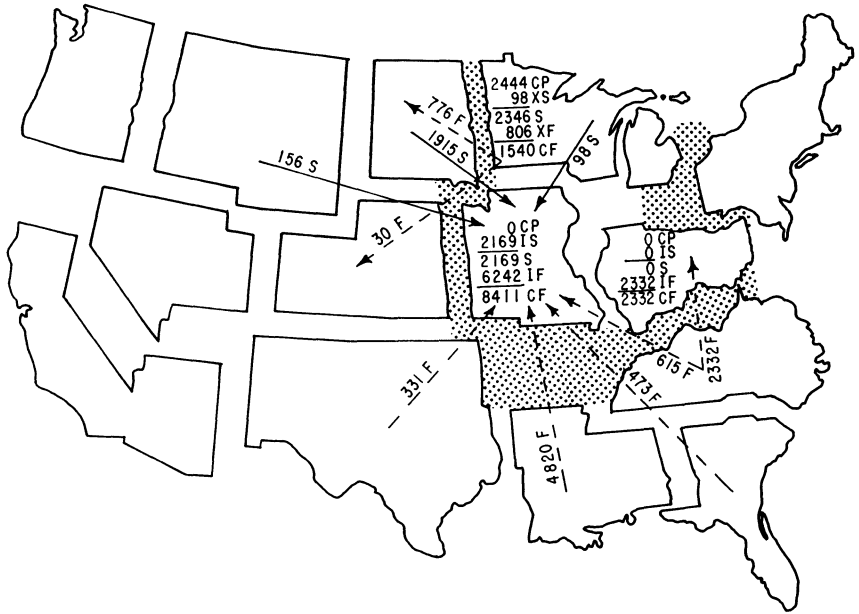 2444 CP
98 XS
2346 S
806 XF
1540 CF
776 F
1915 S
98 S
156 S
0 CP
2169 IS
2169 S
6242 IF
8411 CF
30 F
0 CP
0 IS
0 S
2332 IF
2332 CF
331 F
4820 F
473 F
615 F
2332 F